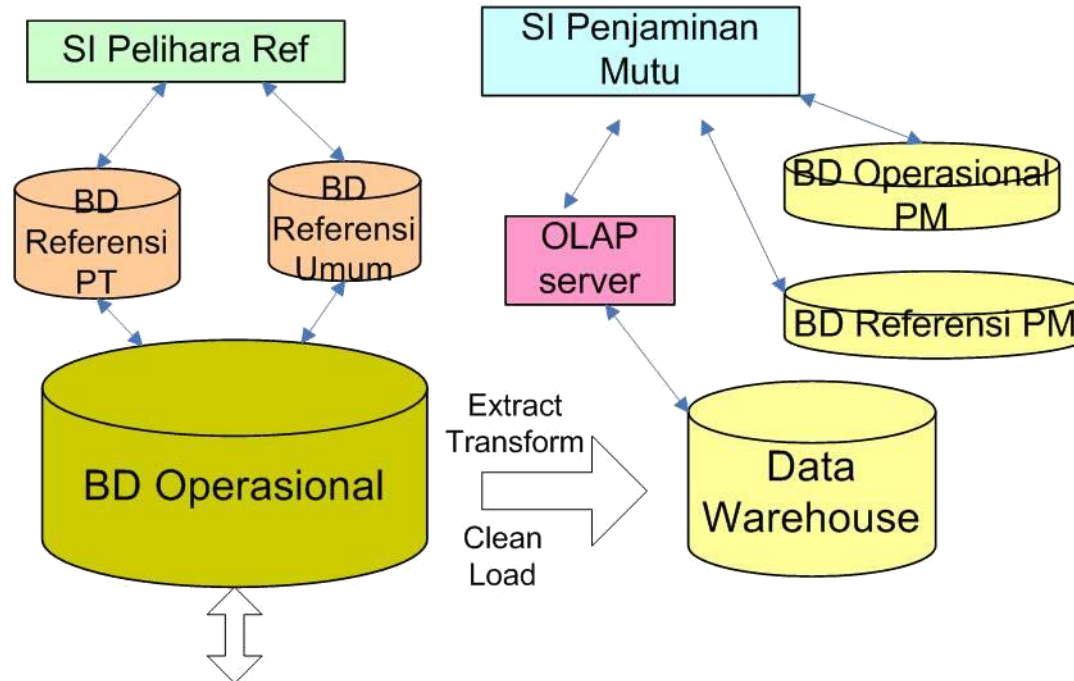 SI Pelihara Ref
SI Penjaminan
Mutu
BD
Referensi
PT
BD
Referensi
Umum
OLAP
server
BD Operasional
PM
BD Referensi PM
BD Operasional
Extract
Transform
Clean
Load
Data
Warehouse